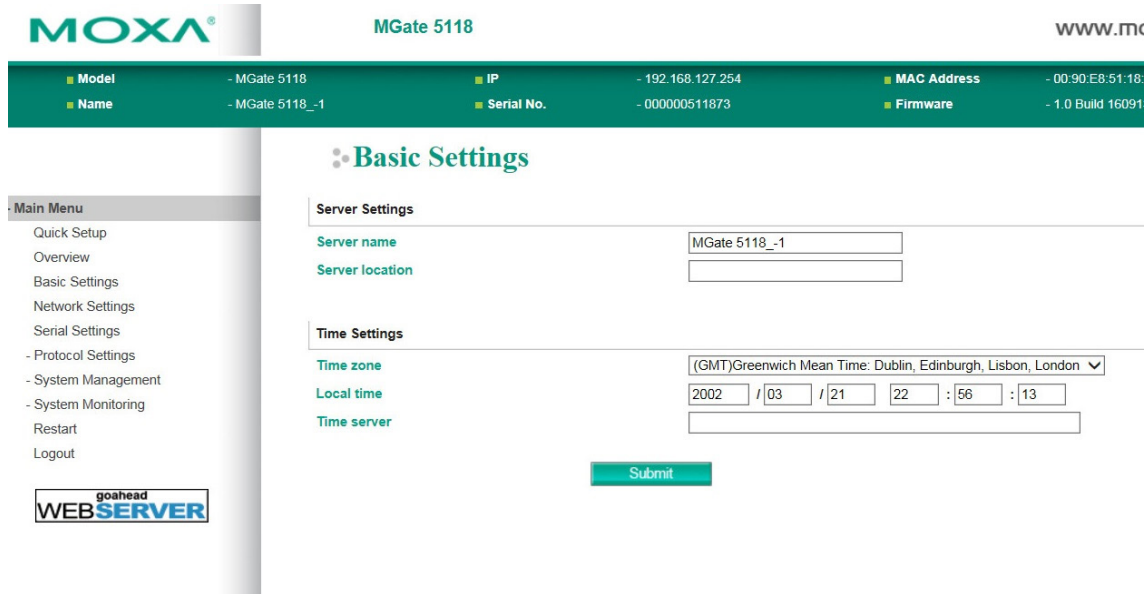 MOXA® MGate 5118 www.mo
Model - MGate 5118 IP - 192.168.127.254 MAC Address - 00:90:E8:51:18:
Name - MGate 5118_-1 Serial No. - 000000511873 Firmware - 1.0 Build 16091
Basic Settings
- Main Menu
Quick Setup
Overview
Basic Settings
Network Settings
Serial Settings
- Protocol Settings
- System Management
- System Monitoring
Restart
Logout
goahead
WEBSERVER
Server Settings
Server name MGate 5118_-1
Server location
Time Settings
Time zone (GMT)Greenwich Mean Time: Dublin, Edinburgh, Lisbon, London
Local time 2002 / 03 / 21 22 : 56 : 13
Time server
Submit